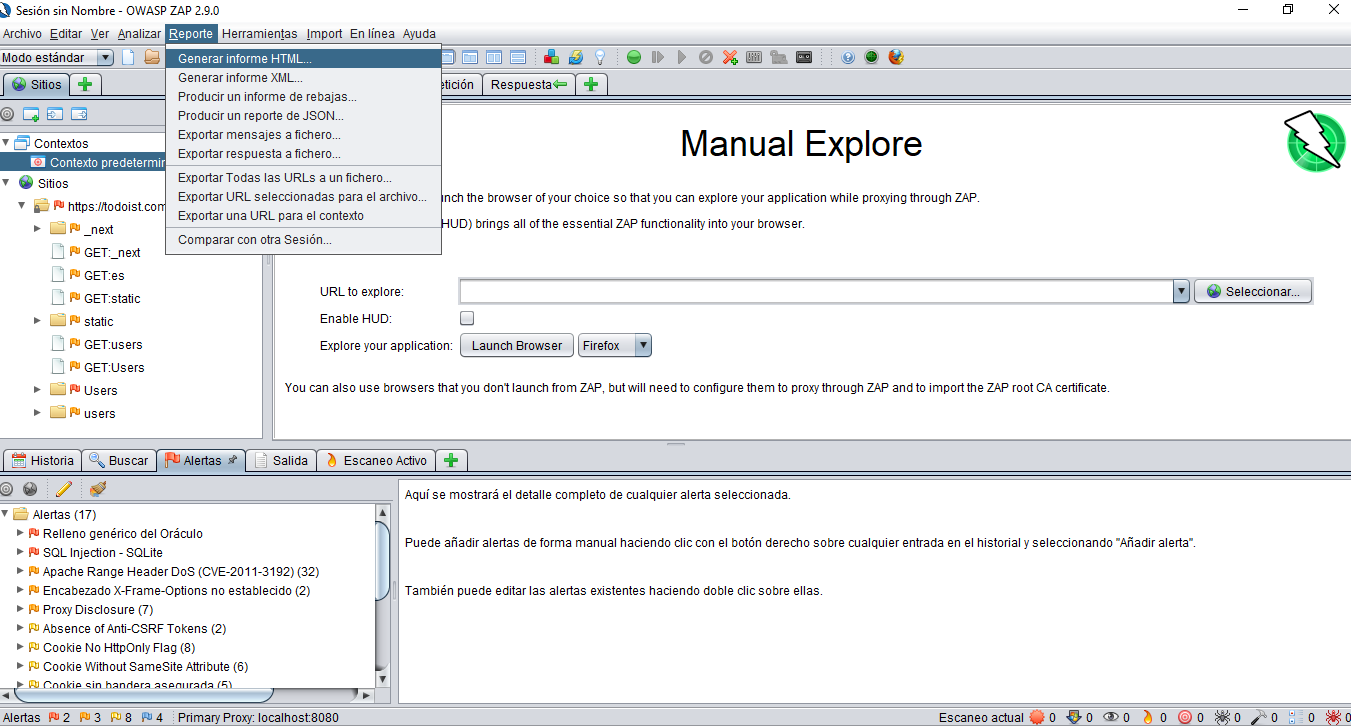 Sesión sin Nombre - OWASP ZAP 2.9.0
Archivo Editar Ver Analizar Reporte Herramientas Import En línea Ayuda
Modo estándar
Generar informe HTML...
Generar informe XML...
Producir un informe de rebajas...
Producir un reporte de JSON...
Exportar mensajes a fichero...
Exportar respuesta a fichero...
Exportar Todas las URLs a un fichero...
Exportar URL seleccionadas para el archivo...
Exportar una URL para el contexto
Comparar con otra Sesión...
Sitios
etición Respuesta
Contextos
Contexto predetermin
Sitios
https://todoist.com
_next
GET:_next
GET:es
GET:static
static
GET:users
GET:Users
Users
users
Manual Explore
nch the browser of your choice so that you can explore your application while proxying through ZAP.
HUD) brings all of the essential ZAP functionality into your browser.
URL to explore: Seleccionar...
Enable HUD:
Explore your application: Launch Browser Firefox
You can also use browsers that you don't launch from ZAP, but will need to configure them to proxy through ZAP and to import the ZAP root CA certificate.
Historia Buscar Alertas Salida Escaneo Activo
Alertas (17)
Relleno genérico del Oráculo
SQL Injection - SQLite
Apache Range Header DoS (CVE-2011-3192) (32)
Encabezado X-Frame-Options no establecido (2)
Proxy Disclosure (7)
Absence of Anti-CSRF Tokens (2)
Cookie No HttpOnly Flag (8)
Cookie Without SameSite Attribute (6)
Cookie sin bandera asegurada (5)
Aquí se mostrará el detalle completo de cualquier alerta seleccionada.
Puede añadir alertas de forma manual haciendo clic con el botón derecho sobre cualquier entrada en el historial y seleccionando "Añadir alerta".
También puede editar las alertas existentes haciendo doble clic sobre ellas.
Alertas 2 3 8 4 Primary Proxy: localhost:8080 Escaneo actual 0 0 0 0 0 0 0 0 0